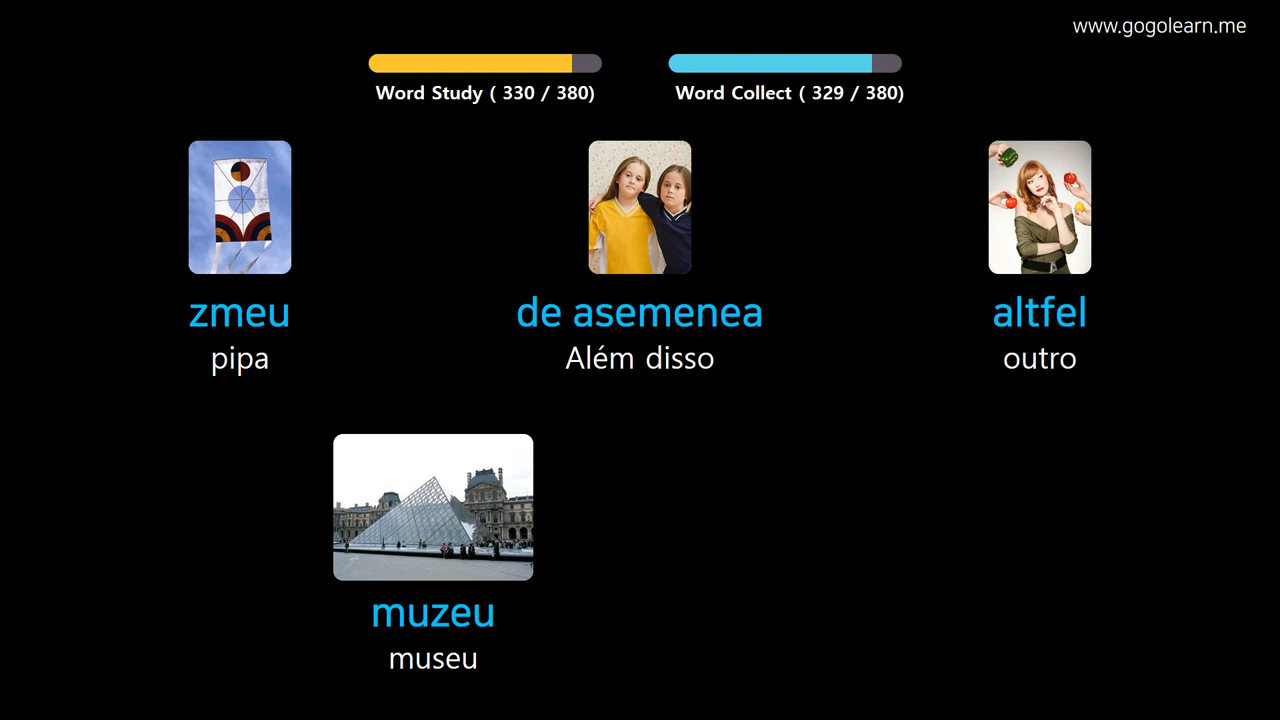 www.gogolearn.me
Word Study ( 330 / 380)
Word Collect ( 329 / 380)
zmeu
pipa
de asemenea
Além disso
altfel
outro
muzeu
museu